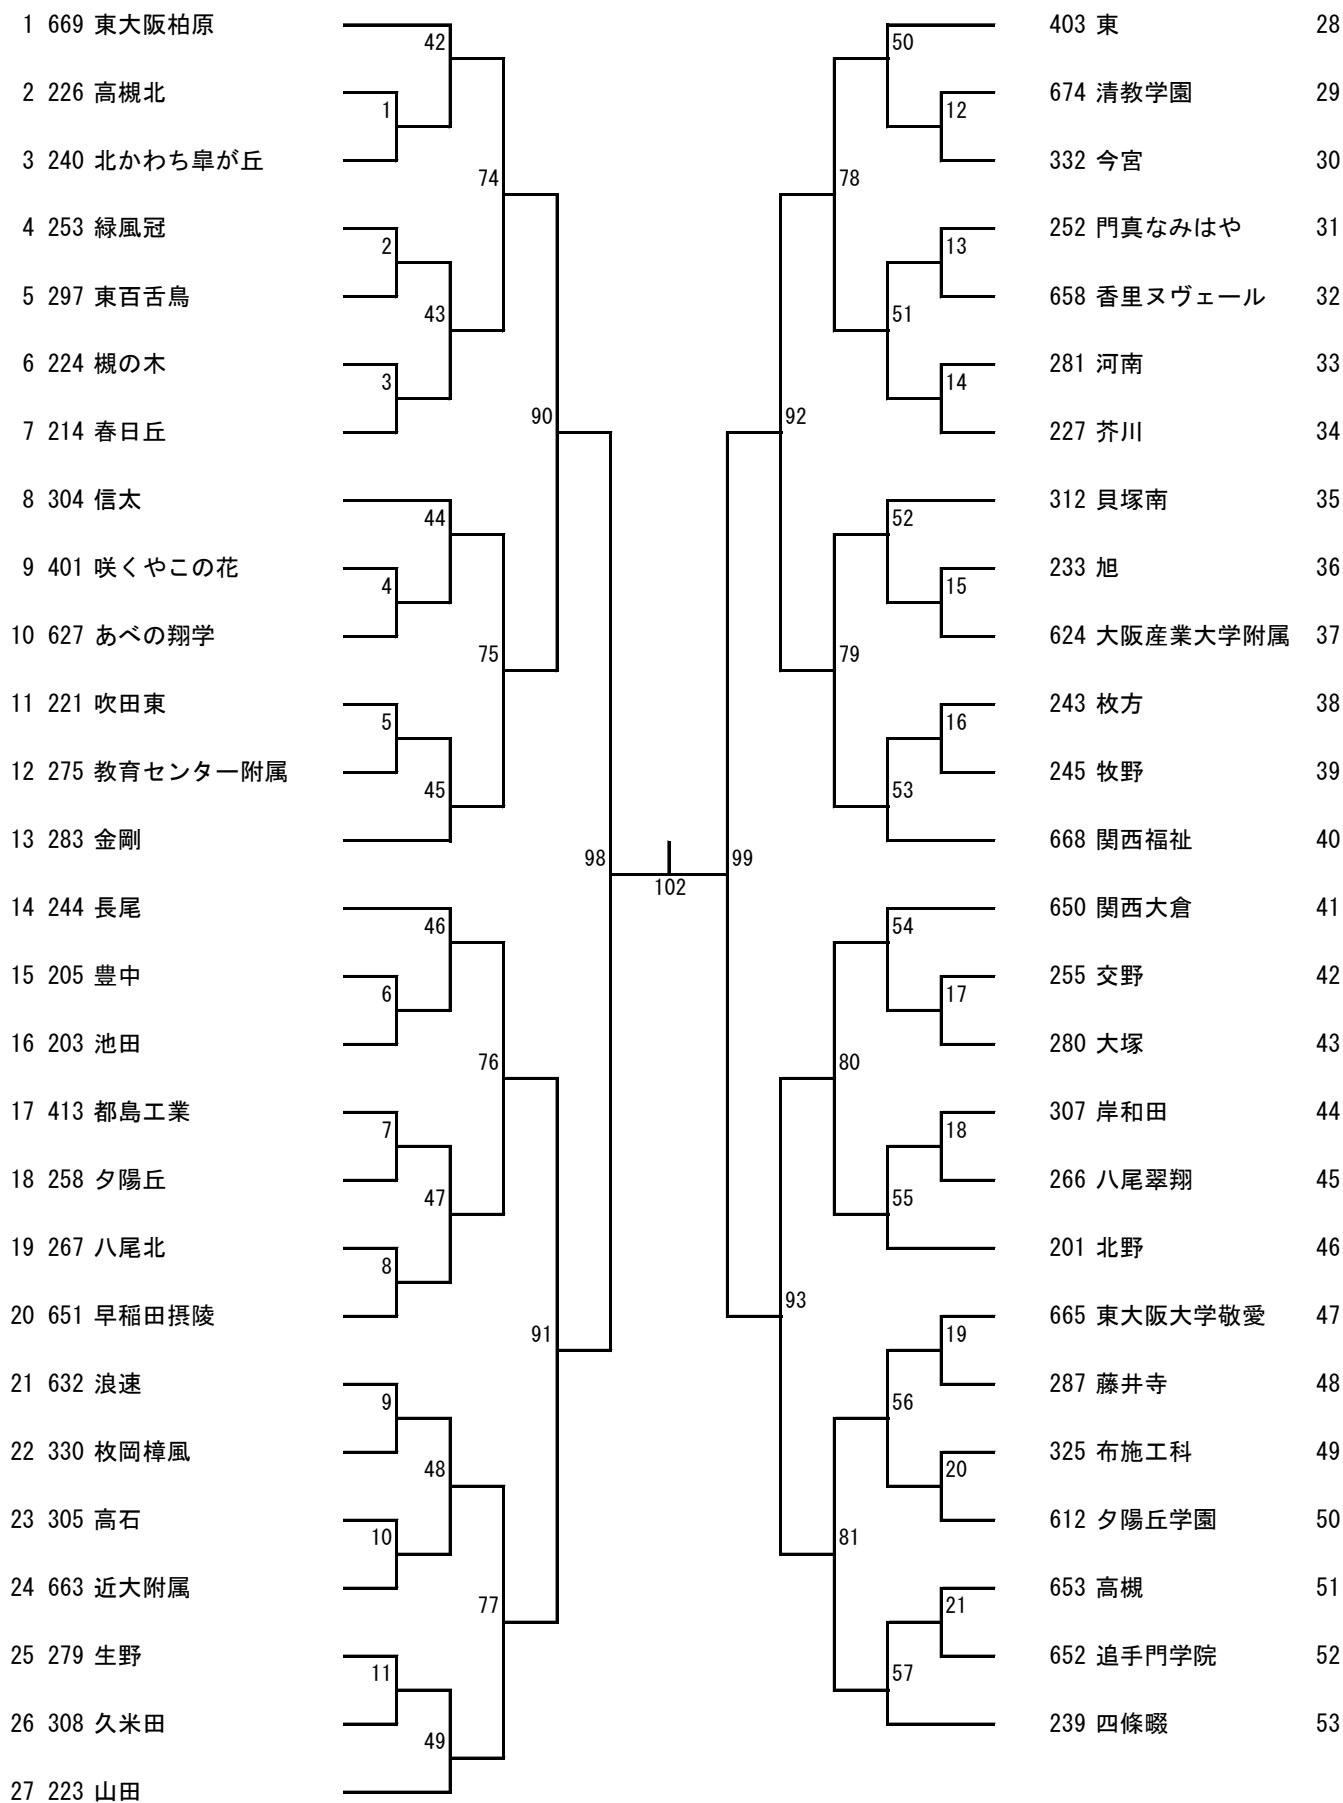 1 669 東大阪柏原
2 226 高槻北
3 240 北かわち皐が丘
4 253 緑風冠
5 297 東百舌鳥
6 224 槻の木
7 214 春日丘
8 304 信太
9 401 咲くやこの花
10 627 あべの翔学
11 221 吹田東
12 275 教育センター附属
13 283 金剛
14 244 長尾
15 205 豊中
16 203 池田
17 413 都島工業
18 258 夕陽丘
19 267 八尾北
20 651 早稲田摂陵
21 632 浪速
22 330 枚岡樟風
23 305 高石
24 663 近大附属
25 279 生野
26 308 久米田
27 223 山田
42
1
74
2
43
3
90
44
4
75
5
45
98
46
6
76
7
47
8
91
9
48
10
77
11
49
102
99
50
12
78
13
51
14
92
52
15
79
16
53
54
17
80
18
55
93
19
56
20
81
21
57
403 東 28
674 清教学園 29
332 今宮 30
252 門真なみはや 31
658 香里ヌヴェール 32
281 河南 33
227 芥川 34
312 貝塚南 35
233 旭 36
624 大阪産業大学附属 37
243 枚方 38
245 牧野 39
668 関西福祉 40
650 関西大倉 41
255 交野 42
280 大塚 43
307 岸和田 44
266 八尾翠翔 45
201 北野 46
665 東大阪大学敬愛 47
287 藤井寺 48
325 布施工科 49
612 夕陽丘学園 50
653 高槻 51
652 追手門学院 52
239 四條畷 53